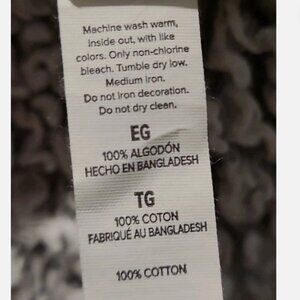 Machine wash warm,
inside out, with like
colors. Only non-chlorine
bleach. Tumble dry low.
Medium iron.
Do not iron decoration.
Do not dry clean.
EG
100% ALGODÓN
HECHO EN BANGLADESH
TG
100% COTON
FABRIQUÉ AU BANGLADESH
100% COTTON